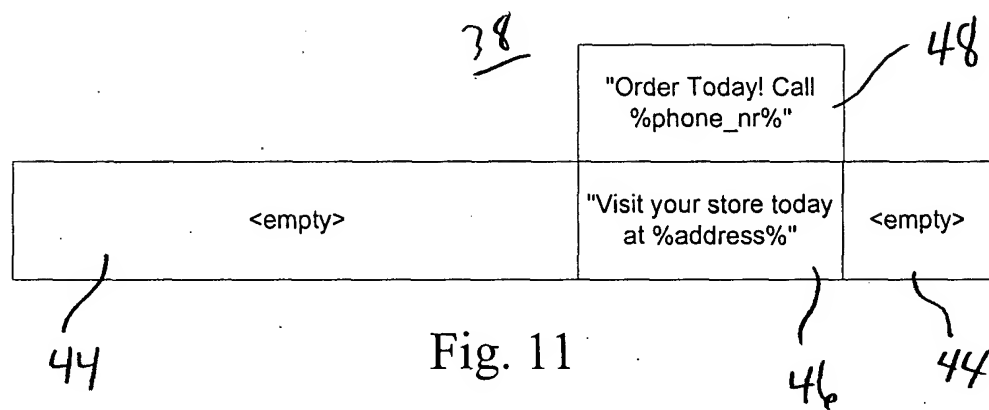 38
48
"Order Today! Call
%phone_nr%"
<empty>
"Visit your store today
at %address%"
<empty>
44
Fig. 11
46
44